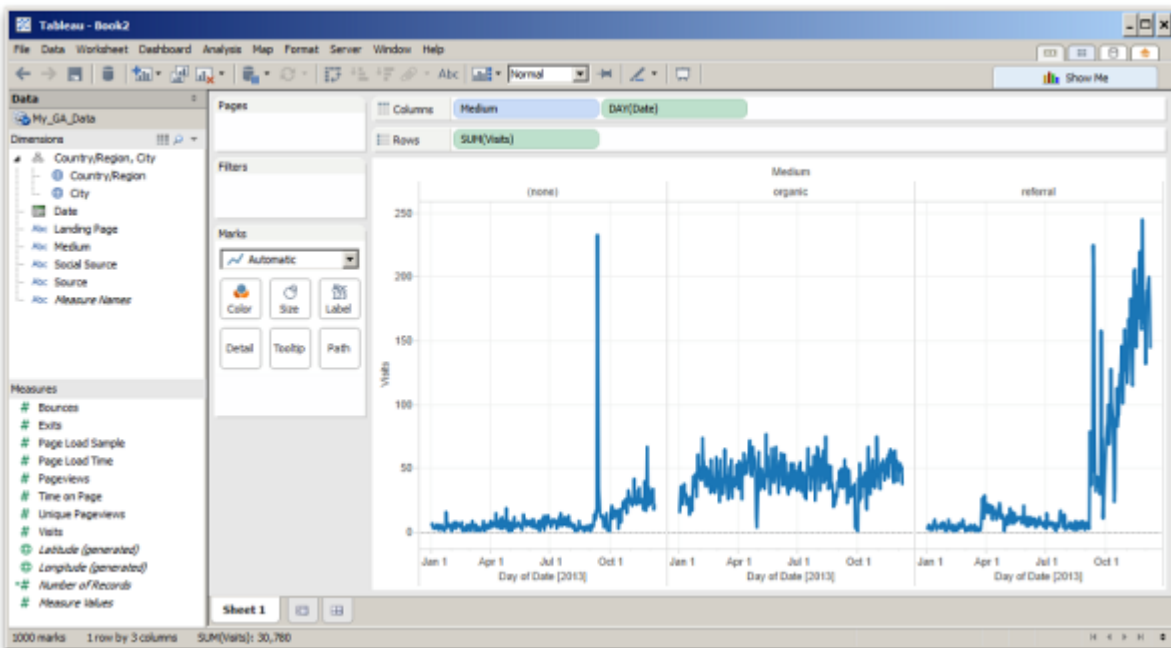 Tableau - Book2
File Data Worksheet Dashboard Analysis Map Format Server Window Help
Abc Normal Show Me
Data
My_GA_Data
Dimensions
Country/Region, City
Country/Region
City
Date
Abc Landing Page
Abc Medium
Abc Social Source
Abc Source
Abc Measure Names
Measures
# Bounces
# Exits
# Page Load Sample
# Page Load Time
# Pageviews
# Time on Page
# Unique Pageviews
# Visits
Latitude (generated)
Longitude (generated)
=# Number of Records
# Measure Values
Pages
Filters
Marks
Automatic
Color Size Label
Detail Tooltip Path
Columns Medium DAY(Date)
Rows SUM(Visits)
Medium
(none) organic referral
250
200
150
100
50
0
Visits
Jan 1 Apr 1 Jul 1 Oct 1 Jan 1 Apr 1 Jul 1 Oct 1 Jan 1 Apr 1 Jul 1 Oct 1
Day of Date [2013] Day of Date [2013] Day of Date [2013]
Sheet 1
1000 marks 1 row by 3 columns SUM(Visits): 30,780